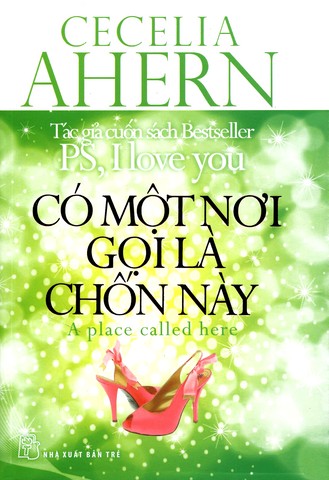 CECELIA
AHERN
Tác giả cuốn sách Bestseller
PS, I love you
CÓ MỘT NƠI
GỌI LÀ
CHỐN NÀY
A place called here
NHÀ XUẤT BẢN TRẺ